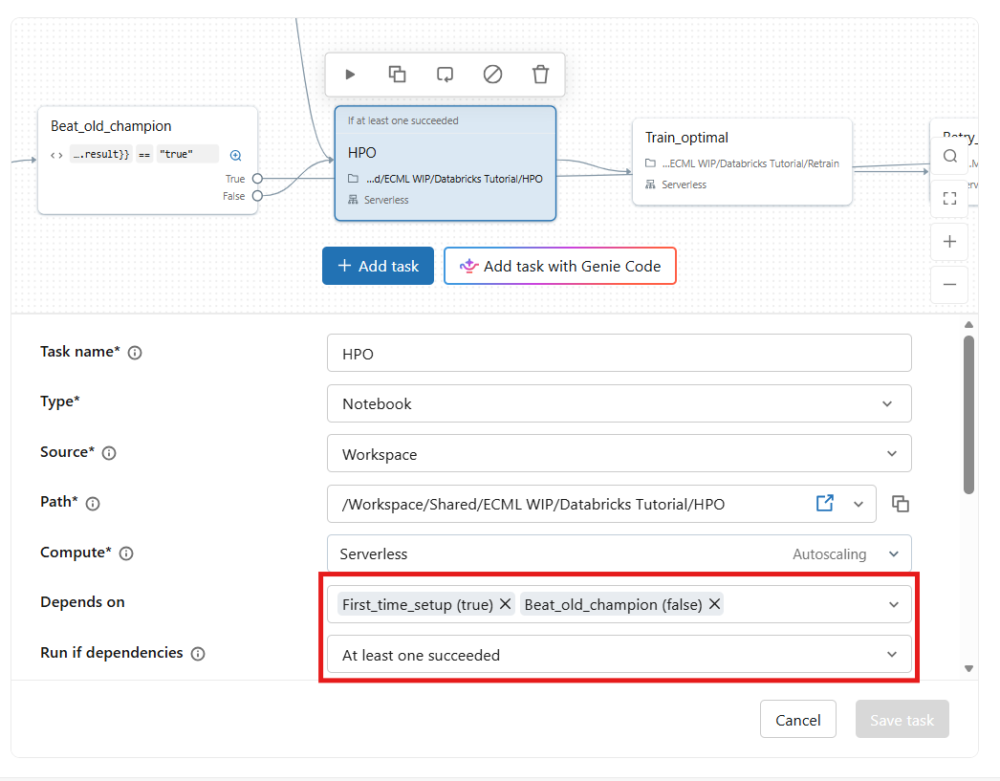 Beat_old_champion
...result}} == "true"
True
False
If at least one succeeded
HPO
...d/ECML WIP/Databricks Tutorial/HPO
Serverless
Train_optimal
...ECML WIP/Databricks Tutorial/Retrain
Serverless
Retry_
+ Add task
Add task with Genie Code
Task name*
HPO
Type*
Notebook
Source*
Workspace
Path*
/Workspace/Shared/ECML WIP/Databricks Tutorial/HPO
Compute*
Serverless Autoscaling
Depends on
First_time_setup (true) Beat_old_champion (false)
Run if dependencies
At least one succeeded
Cancel Save task